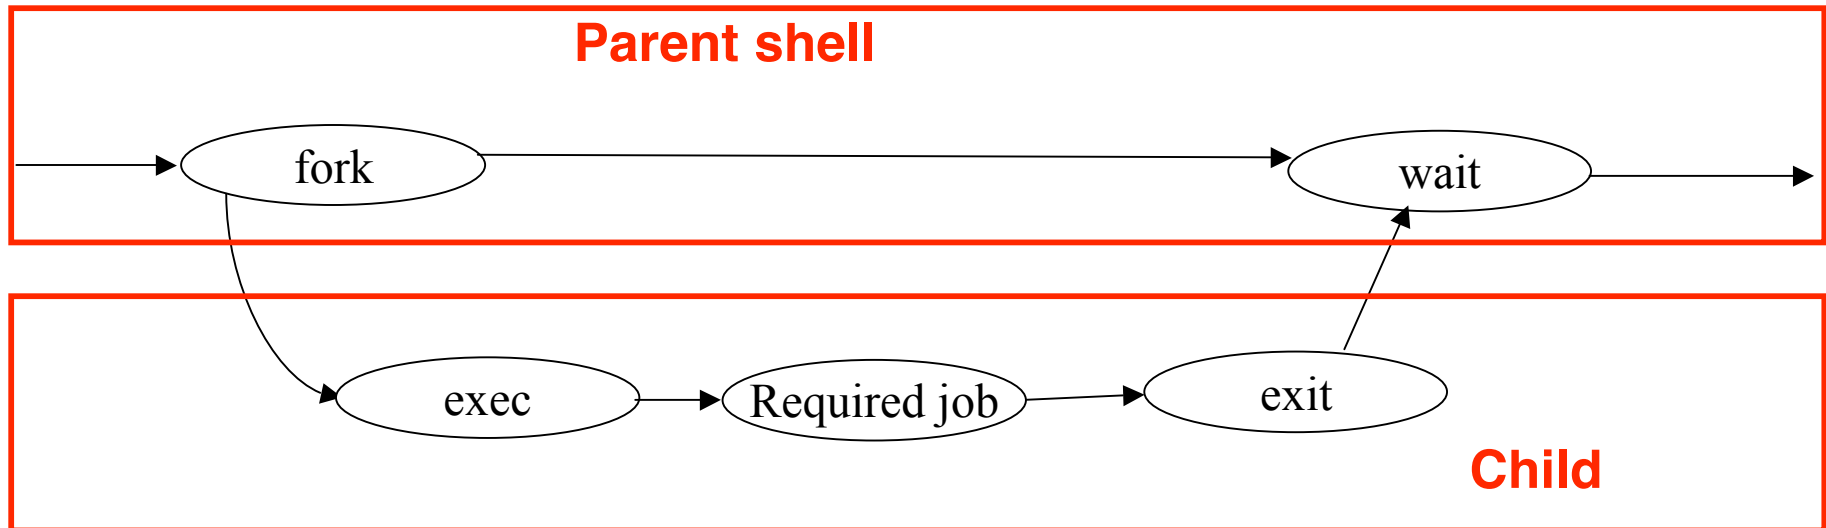 Parent shell
fork
wait
exec
Required job
exit
Child